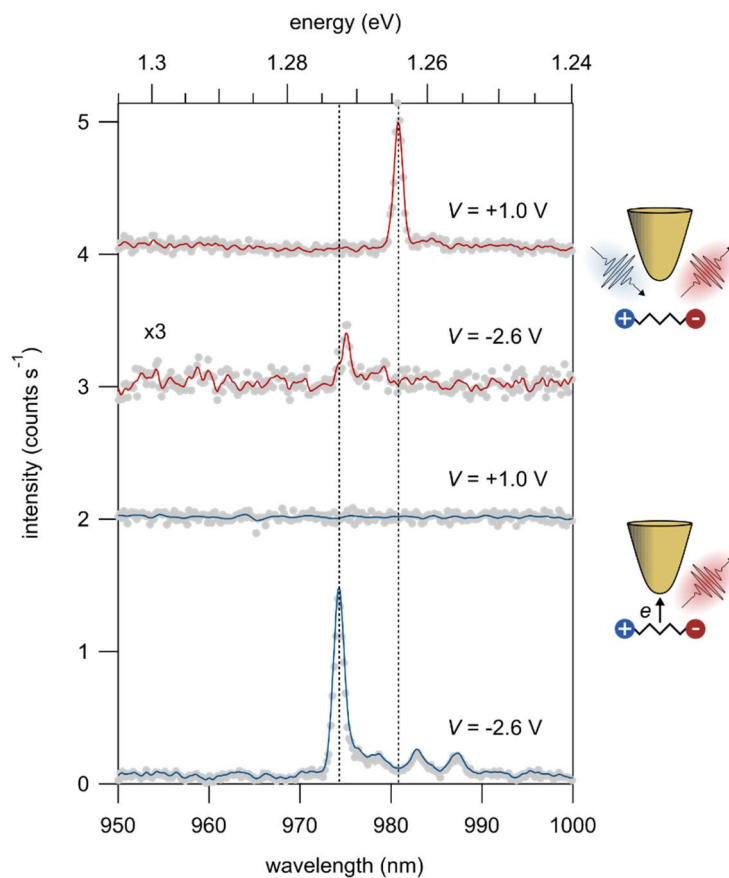 energy (eV)
1.3 1.28 1.26 1.24
5
V = +1.0 V
4
x3
V = -2.6 V
3
intensity (counts s⁻¹)
V = +1.0 V
2
1
V = -2.6 V
0
950 960 970 980 990 1000
wavelength (nm)
+ -
e
+ -